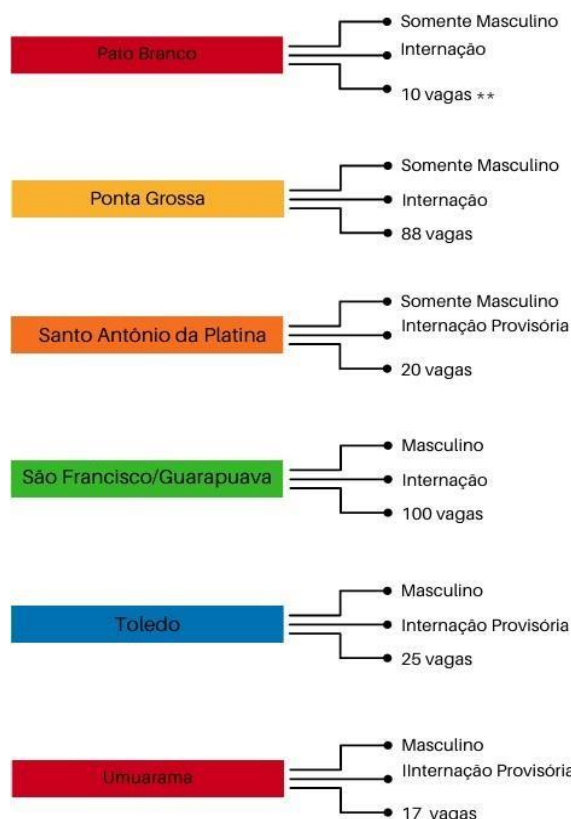 Pato Branco
Somente Masculino
Internação
10 vagas **
Ponta Grossa
Somente Masculino
Internação
88 vagas
Santo Antônio da Platina
Somente Masculino
Internação Provisória
20 vagas
São Francisco/Guarapuava
Masculino
Internação
100 vagas
Toledo
Masculino
Internação Provisória
25 vagas
Umuarama
Masculino
IInternação Provisória
17 vagas